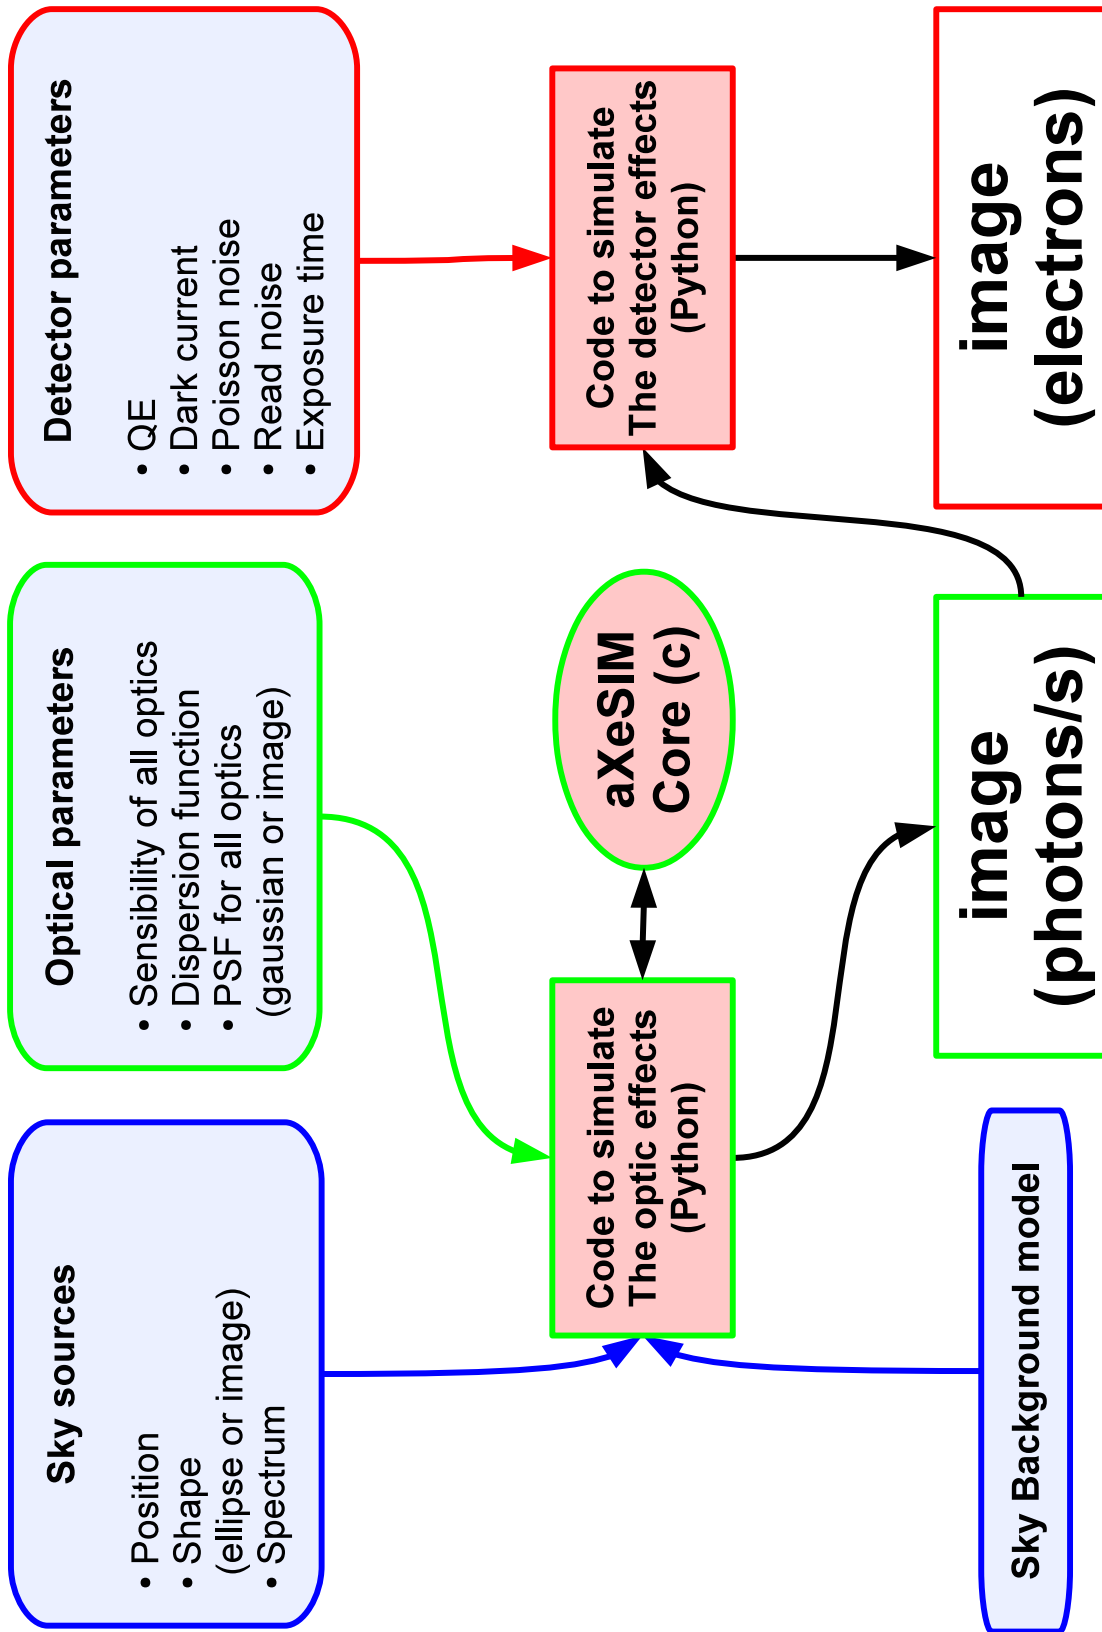 Sky sources
• Position
• Shape
(ellipse or image)
• Spectrum
Optical parameters
• Sensibility of all optics
• Dispersion function
• PSF for all optics
(gaussian or image)
Detector parameters
• QE
• Dark current
• Poisson noise
• Read noise
• Exposure time
Code to simulate
The optic effects
(Python)
aXeSIM
Core (c)
Code to simulate
The detector effects
(Python)
Sky Background model
image
(photons/s)
image
(electrons)